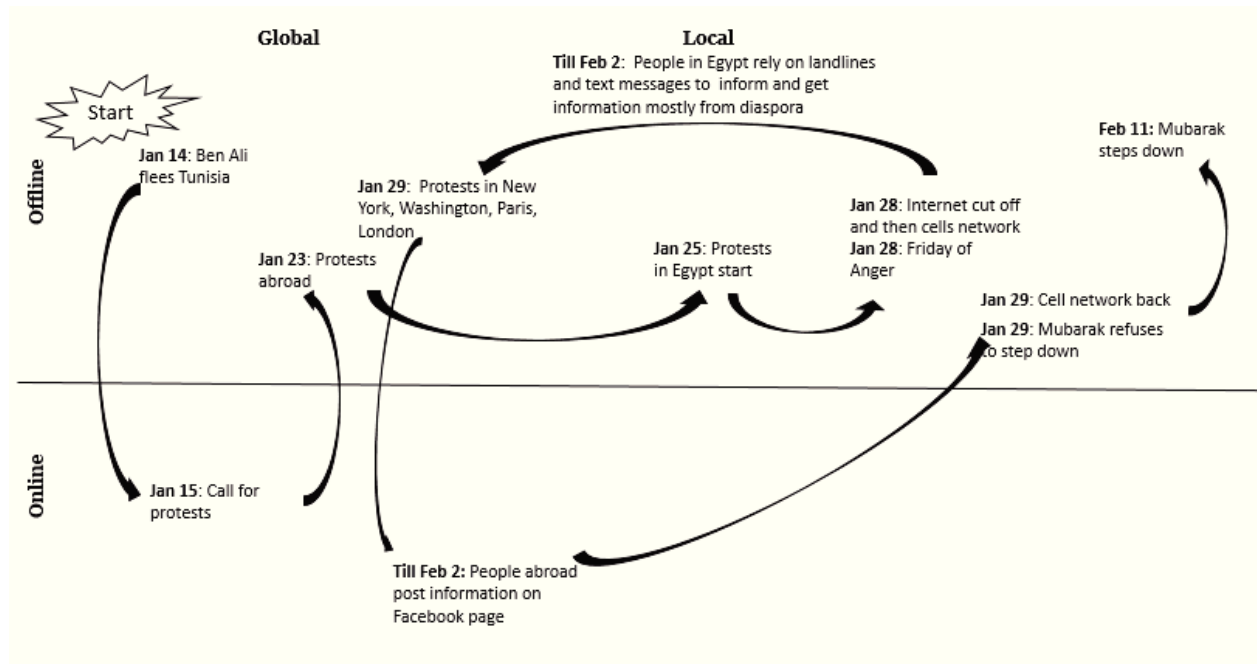 Global
Local
Till Feb 2: People in Egypt rely on landlines
and text messages to inform and get
information mostly from diaspora
Start
Feb 11: Mubarak
steps down
Offline
Jan 14: Ben Ali
flees Tunisia
Jan 29: Protests in New
York, Washington, Paris,
London
Jan 28: Internet cut off
and then cells network
Jan 28: Friday of
Anger
Jan 25: Protests
in Egypt start
Jan 23: Protests
abroad
Jan 29: Cell network back
Jan 29: Mubarak refuses
to step down
Online
Jan 15: Call for
protests
Till Feb 2: People abroad
post information on
Facebook page